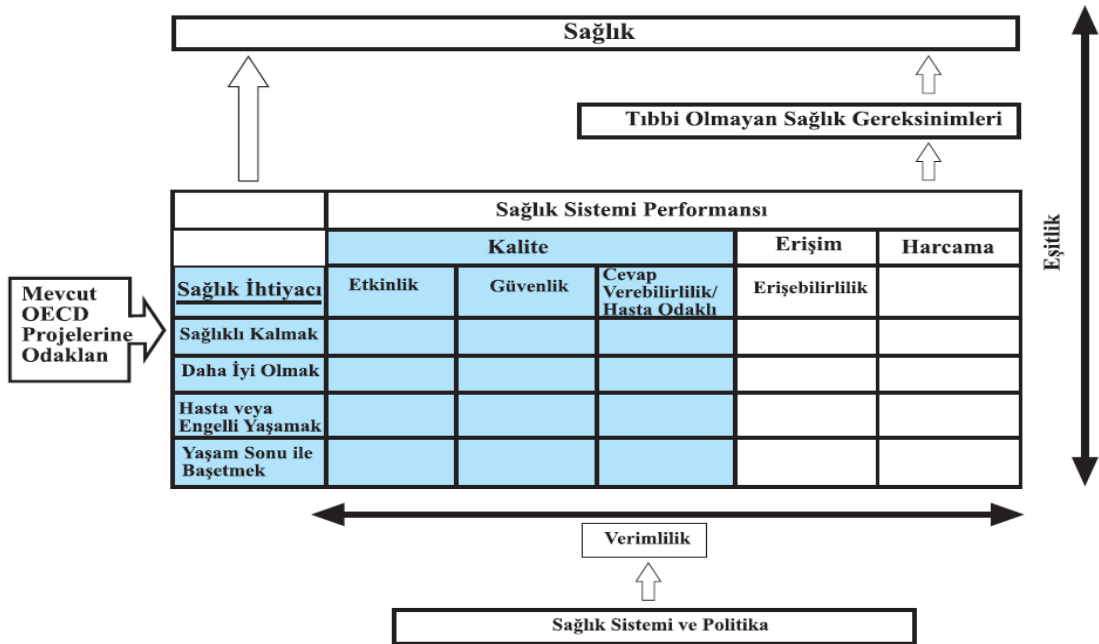 Sağlık
Tıbbi Olmayan Sağlık Gereksinimleri
Sağlık Sistemi Performansı
Kalite
Erişim
Harcama
Eşitlik
Mevcut
OECD
Projelerine
Odaklan
Sağlık İhtiyacı
Etkinlik
Güvenlik
Cevap
Verebilirlilik/
Hasta Odaklı
Erişebilirlilik
Sağlıklı Kalmak
Daha İyi Olmak
Hasta veya
Engelli Yaşamak
Yaşam Sonu ile
Başetmek
Verimlilik
Sağlık Sistemi ve Politika